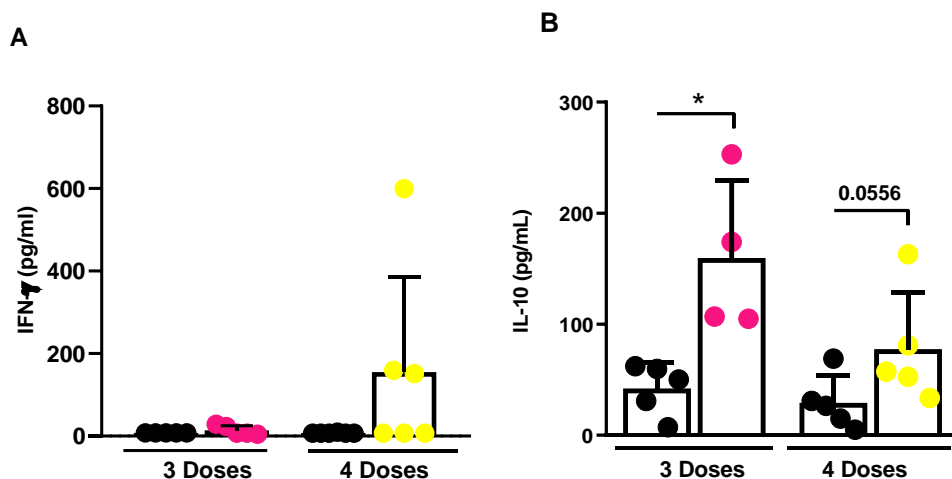 A
B
800
600
400
200
0
IFN-γ (pg/ml)
3 Doses
4 Doses
300
200
100
0
IL-10 (pg/mL)
*
0.0556
3 Doses
4 Doses